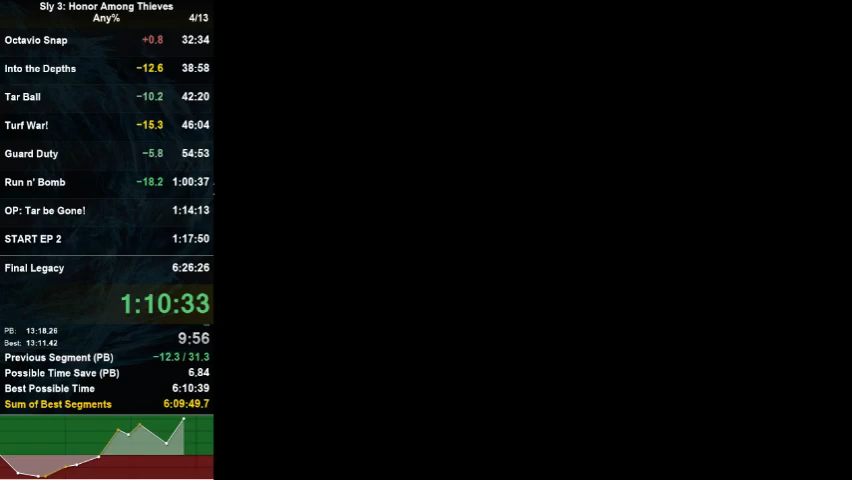 Sly 3: Honor Among Thieves
Any% 4/13
Octavio Snap +0.8 32:34
Into the Depths −12.6 38:58
Tar Ball −10.2 42:20
Turf War! −15.3 46:04
Guard Duty −5.8 54:53
Run n' Bomb −18.2 1:00:37
OP: Tar be Gone! 1:14:13
START EP 2 1:17:50
Final Legacy 6:26:26
1:10:33
PB: 13:18.26
Best: 13:11.42
9:56
Previous Segment (PB) −12.3 / 31.3
Possible Time Save (PB) 6.84
Best Possible Time 6:10:39
Sum of Best Segments 6:09:49.7